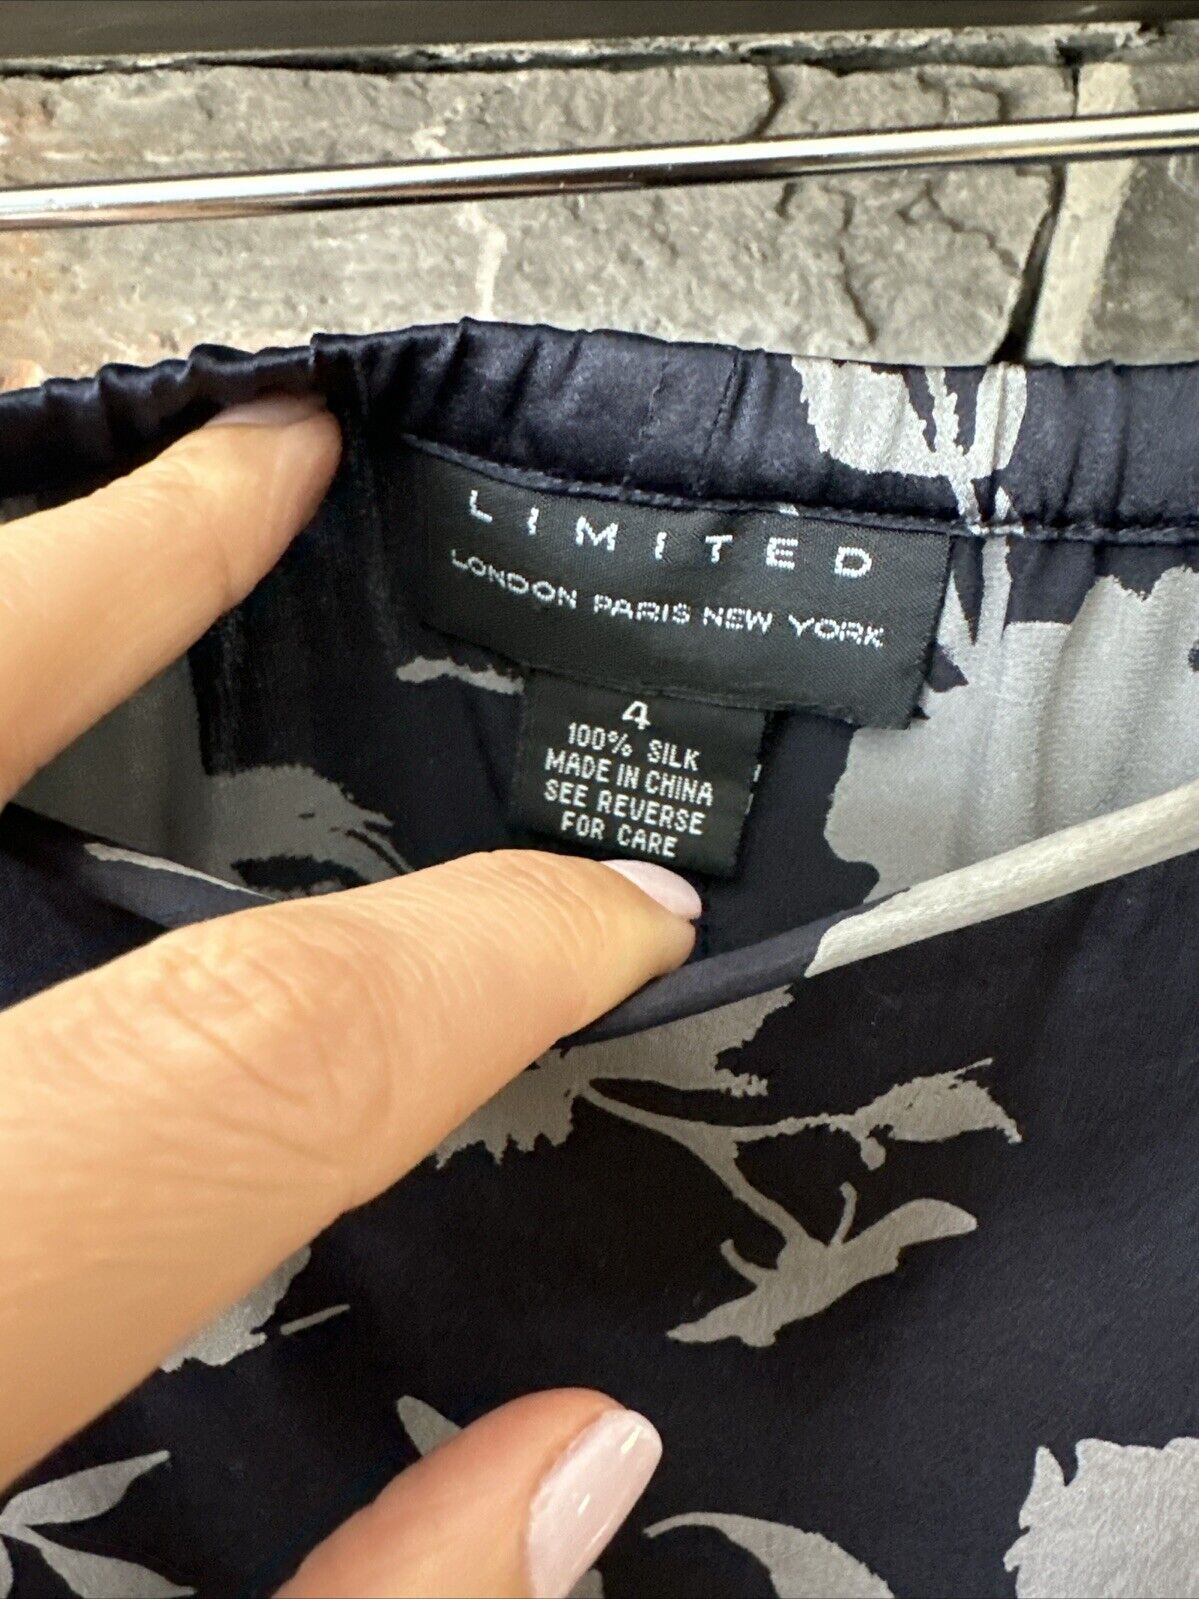 LIMITED
LONDON PARIS NEW YORK
4
100% SILK
MADE IN CHINA
SEE REVERSE
FOR CARE